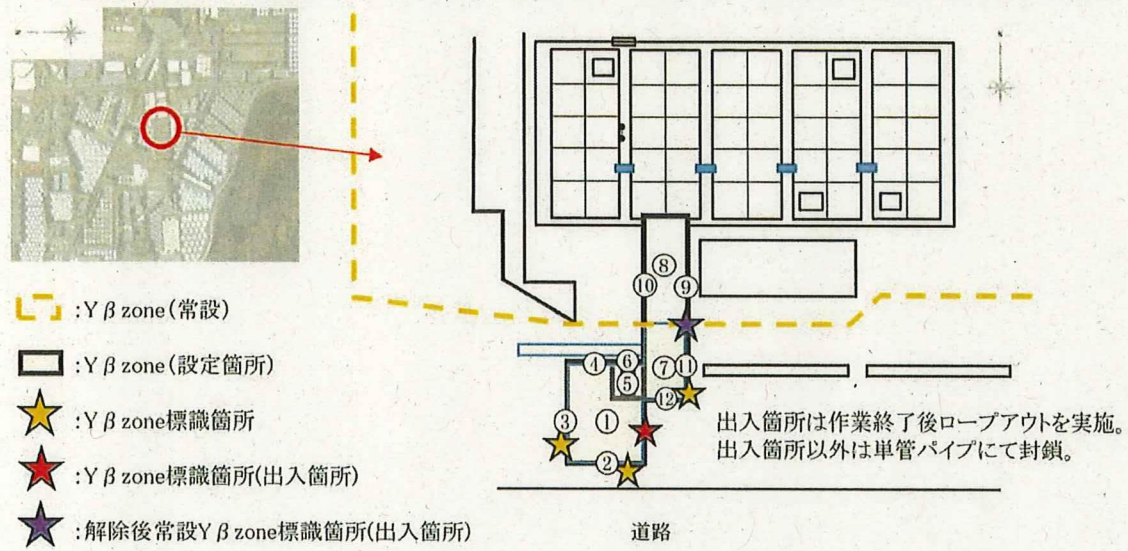 :Yβzone(常設)
:Yβzone(設定箇所)
:Yβzone標識箇所
:Yβzone標識箇所(出入箇所)
:解除後常設Yβzone標識箇所(出入箇所)
⑧
⑩
⑨
④
⑥
⑦
⑪
⑤
⑫
③
①
②
出入箇所は作業終了後ロープアウトを実施。
出入箇所以外は単管パイプにて封鎖。
道路